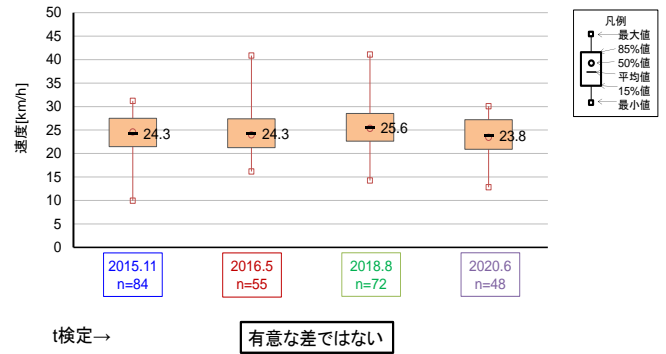 凡例
最大値
85%値
50%値
平均値
15%値
最小値
速度[km/h]
50
45
40
35
30
25
20
15
10
5
0
24.3
24.3
25.6
23.8
2015.11
n=84
2016.5
n=55
2018.8
n=72
2020.6
n=48
t検定→
有意な差ではない